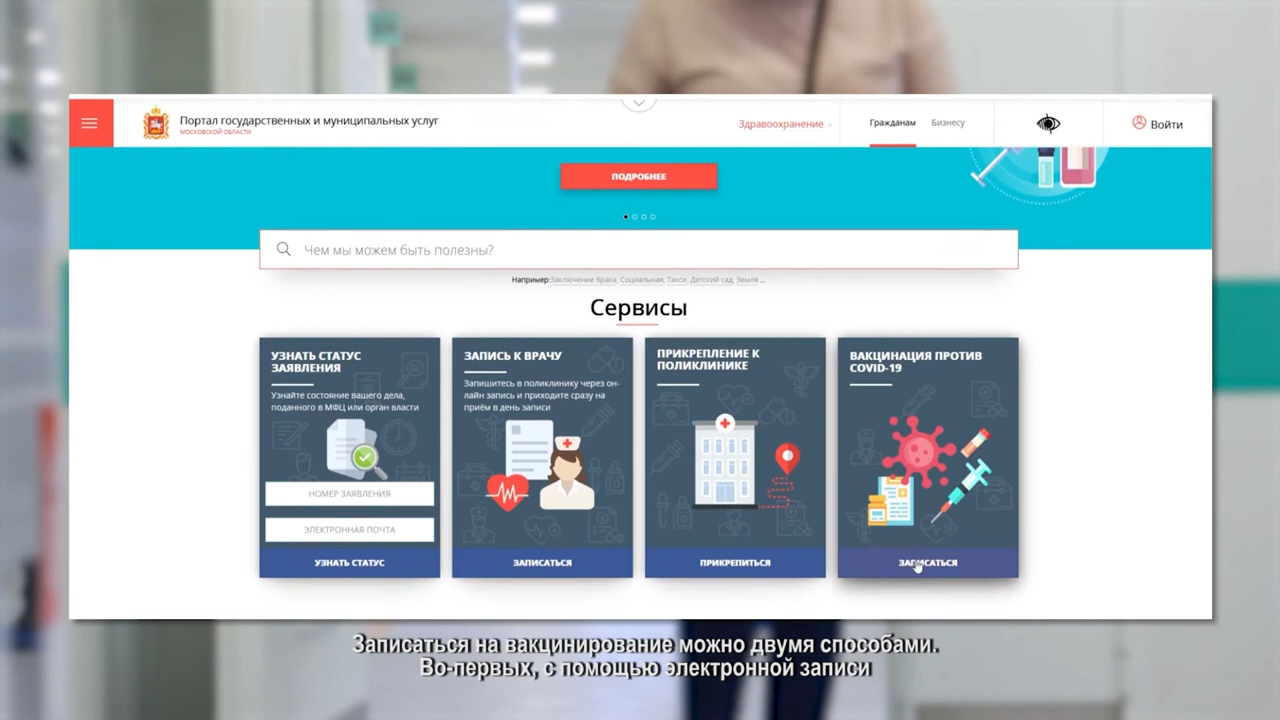 Портал государственных и муниципальных услуг
МОСКОВСКОЙ ОБЛАСТИ
Здравоохранение
Гражданам
Бизнесу
Войти
ПОДРОБНЕЕ
Чем мы можем быть полезны?
Например:Заключение брака, Социальная, Такси, Детский сад, Земля ...
Сервисы
УЗНАТЬ СТАТУС
ЗАЯВЛЕНИЯ
Узнайте состояние вашего дела,
поданного в МФЦ или орган власти
НОМЕР ЗАЯВЛЕНИЯ
ЭЛЕКТРОННАЯ ПОЧТА
УЗНАТЬ СТАТУС
ЗАПИСЬ К ВРАЧУ
Запишитесь в поликлинику через он-
лайн запись и приходите сразу на
приём в день записи
ЗАПИСАТЬСЯ
ПРИКРЕПЛЕНИЕ К
ПОЛИКЛИНИКЕ
ПРИКРЕПИТЬСЯ
ВАКЦИНАЦИЯ ПРОТИВ
COVID-19
ЗАПИСАТЬСЯ
Записаться на вакцинирование можно двумя способами.
Во-первых, с помощью электронной записи